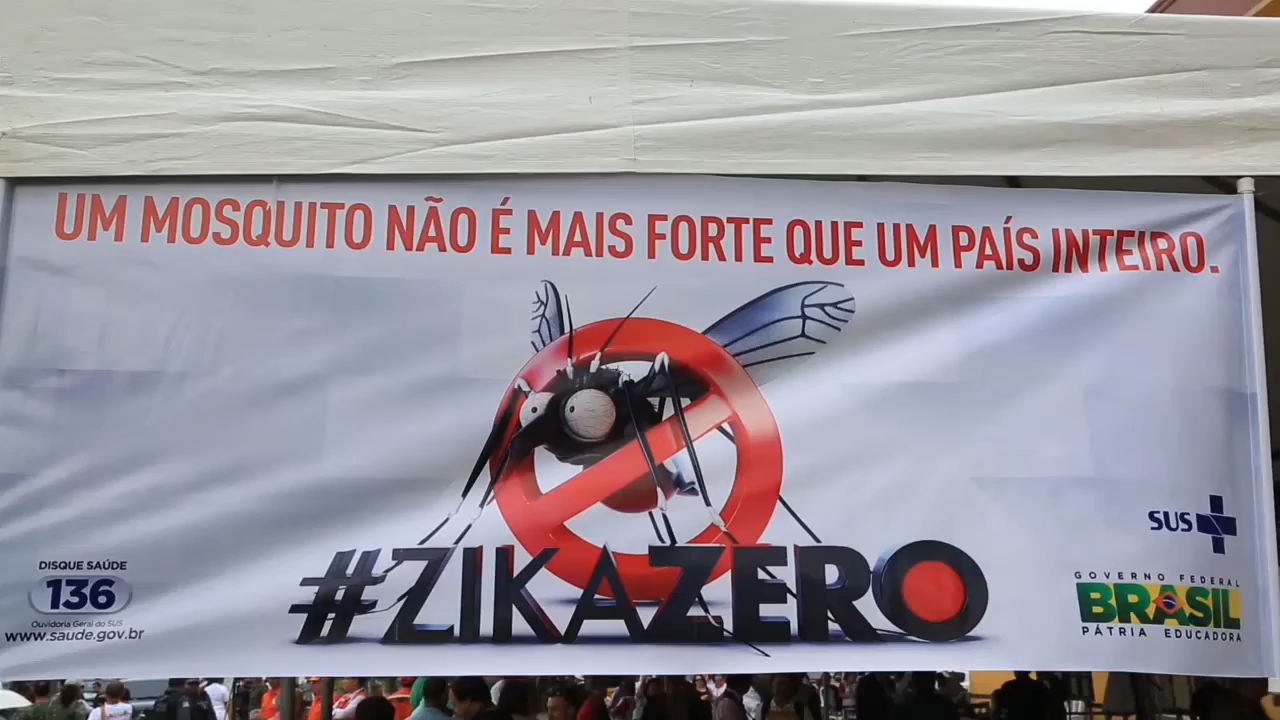 UM MOSQUITO NÃO É MAIS FORTE QUE UM PAÍS INTEIRO.
#ZIKAZERO
DISQUE SAÚDE
136
Ouvidoria Geral do SUS
www.saude.gov.br
SUS
GOVERNO FEDERAL
BRASIL
PÁTRIA EDUCADORA